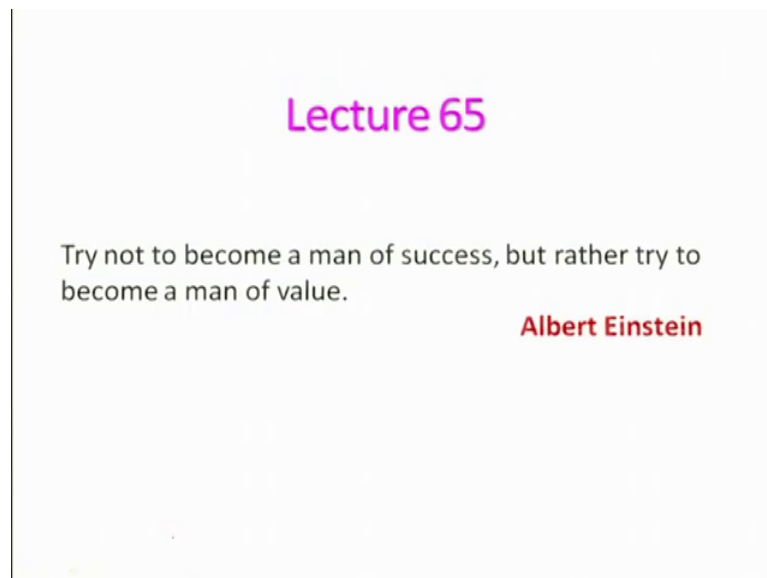 Lecture 65
Try not to become a man of success, but rather try to
become a man of value.
Albert Einstein